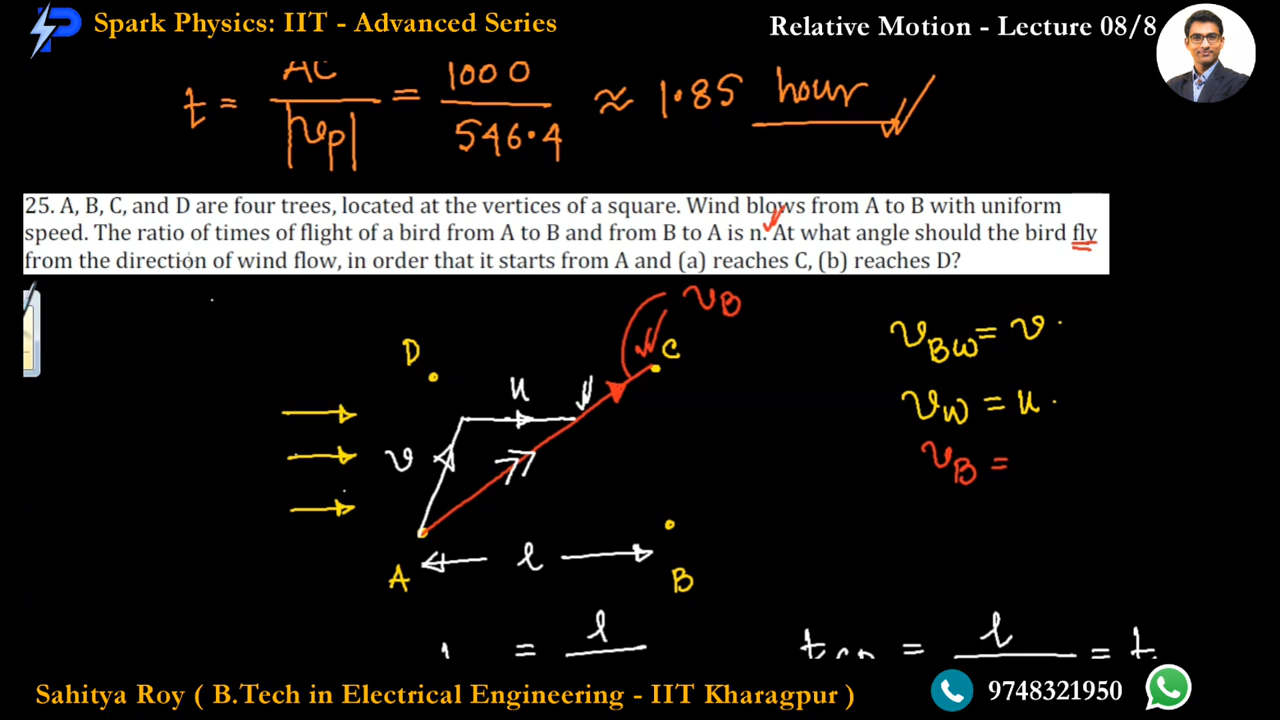 Spark Physics: IIT - Advanced Series
Relative Motion - Lecture 08/8
t = AC / |v_P| = 1000 / 546.4 ≈ 1.85 hour
25. A, B, C, and D are four trees, located at the vertices of a square. Wind blows from A to B with uniform
speed. The ratio of times of flight of a bird from A to B and from B to A is n. At what angle should the bird fly
from the direction of wind flow, in order that it starts from A and (a) reaches C, (b) reaches D?
v_B
D
C
u
v
A
l
B
v_BW = v.
v_W = u.
v_B =
= l
= l = t
Sahitya Roy ( B.Tech in Electrical Engineering - IIT Kharagpur )
9748321950